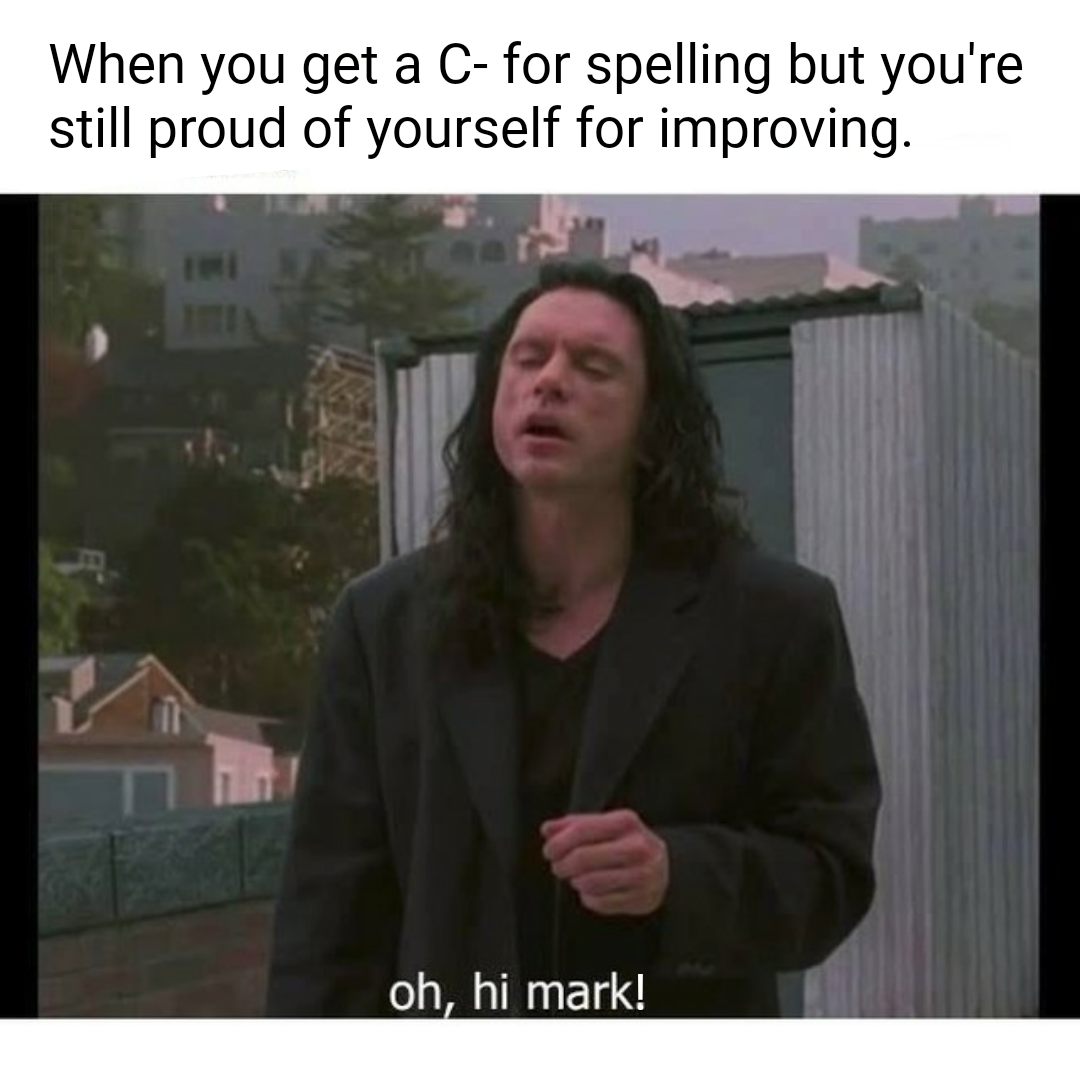 When you get a C- for spelling but you're
still proud of yourself for improving.
oh, hi mark!